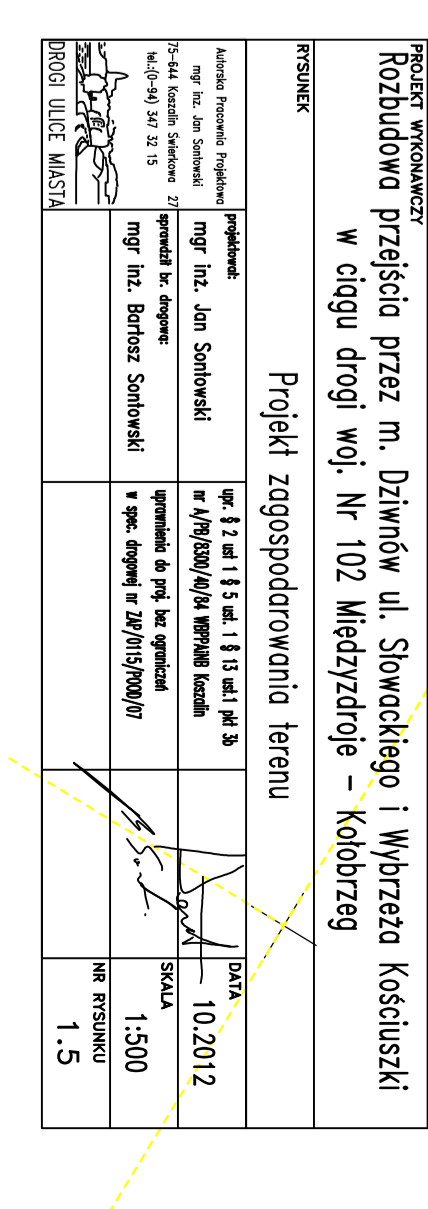 PROJEKT WYKONAWCZY
Rozbudowa przejścia przez m. Dziwnów ul. Słowackiego i Wybrzeża Kościuszki
w ciągu drogi woj. Nr 102 Międzyzdroje - Kołobrzeg
RYSUNEK
Projekt zagospodarowania terenu
Autorska Pracownia Projektowa
mgr inz. Jan Sontowski
75-644 Koszalin Swierkowa 27
tel.:(0-94) 347 32 15
DROGI ULICE MIASTA
projektował:
mgr inż. Jan Sontowski
upr. § 2 ust 1 § 5 ust. 1 § 13 ust.1 pkt 3b
nr A/PB/8300/40/84 WBPPAiNB Koszalin
DATA
10.2012
sprawdził br. drogową:
mgr inż. Bartosz Sontowski
uprawnienia do proj. bez ograniczeń
w spec. drogowej nr ZAP/0115/POOD/07
SKALA
1:500
NR RYSUNKU
1.5